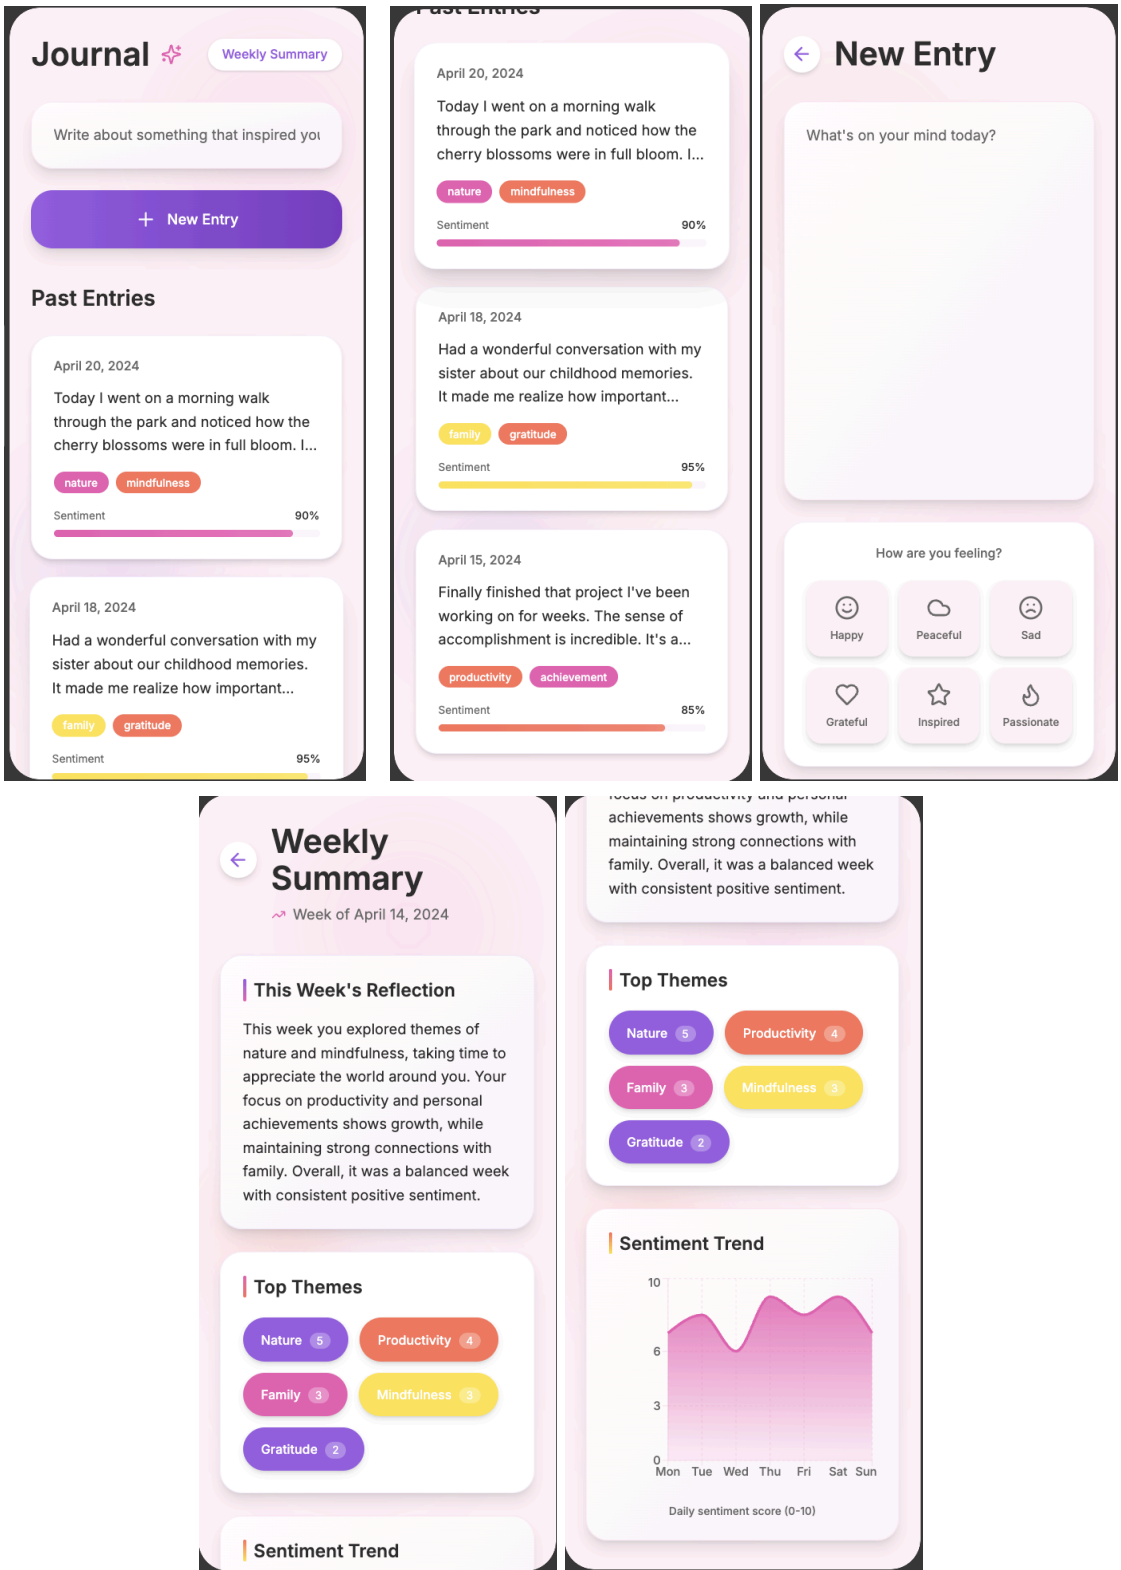 Journal
Weekly Summary
Write about something that inspired you
New Entry
Past Entries
April 20, 2024
Today I went on a morning walk
through the park and noticed how the
cherry blossoms were in full bloom. I...
nature
mindfulness
Sentiment
90%
April 18, 2024
Had a wonderful conversation with my
sister about our childhood memories.
It made me realize how important...
family
gratitude
Sentiment
95%
Past Entries
April 20, 2024
Today I went on a morning walk
through the park and noticed how the
cherry blossoms were in full bloom. I...
nature
mindfulness
Sentiment
90%
April 18, 2024
Had a wonderful conversation with my
sister about our childhood memories.
It made me realize how important...
family
gratitude
Sentiment
95%
April 15, 2024
Finally finished that project I've been
working on for weeks. The sense of
accomplishment is incredible. It's a...
productivity
achievement
Sentiment
85%
New Entry
What's on your mind today?
How are you feeling?
Happy
Peaceful
Sad
Grateful
Inspired
Passionate
Weekly
Summary
Week of April 14, 2024
This Week's Reflection
This week you explored themes of
nature and mindfulness, taking time to
appreciate the world around you. Your
focus on productivity and personal
achievements shows growth, while
maintaining strong connections with
family. Overall, it was a balanced week
with consistent positive sentiment.
Top Themes
Nature 5
Productivity 4
Family 3
Mindfulness 3
Gratitude 2
Sentiment Trend
focus on productivity and personal
achievements shows growth, while
maintaining strong connections with
family. Overall, it was a balanced week
with consistent positive sentiment.
Top Themes
Nature 5
Productivity 4
Family 3
Mindfulness 3
Gratitude 2
Sentiment Trend
10
6
3
0
Mon Tue Wed Thu Fri Sat Sun
Daily sentiment score (0-10)